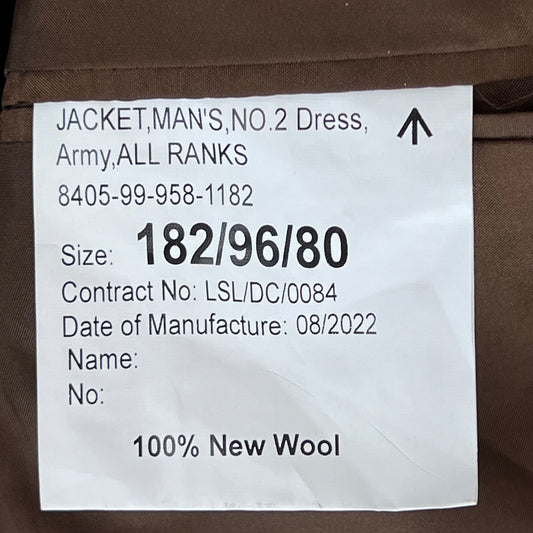 JACKET,MAN'S,NO.2 Dress,
Army,ALL RANKS
8405-99-958-1182
Size: 182/96/80
Contract No: LSL/DC/0084
Date of Manufacture: 08/2022
Name:
No:
100% New Wool